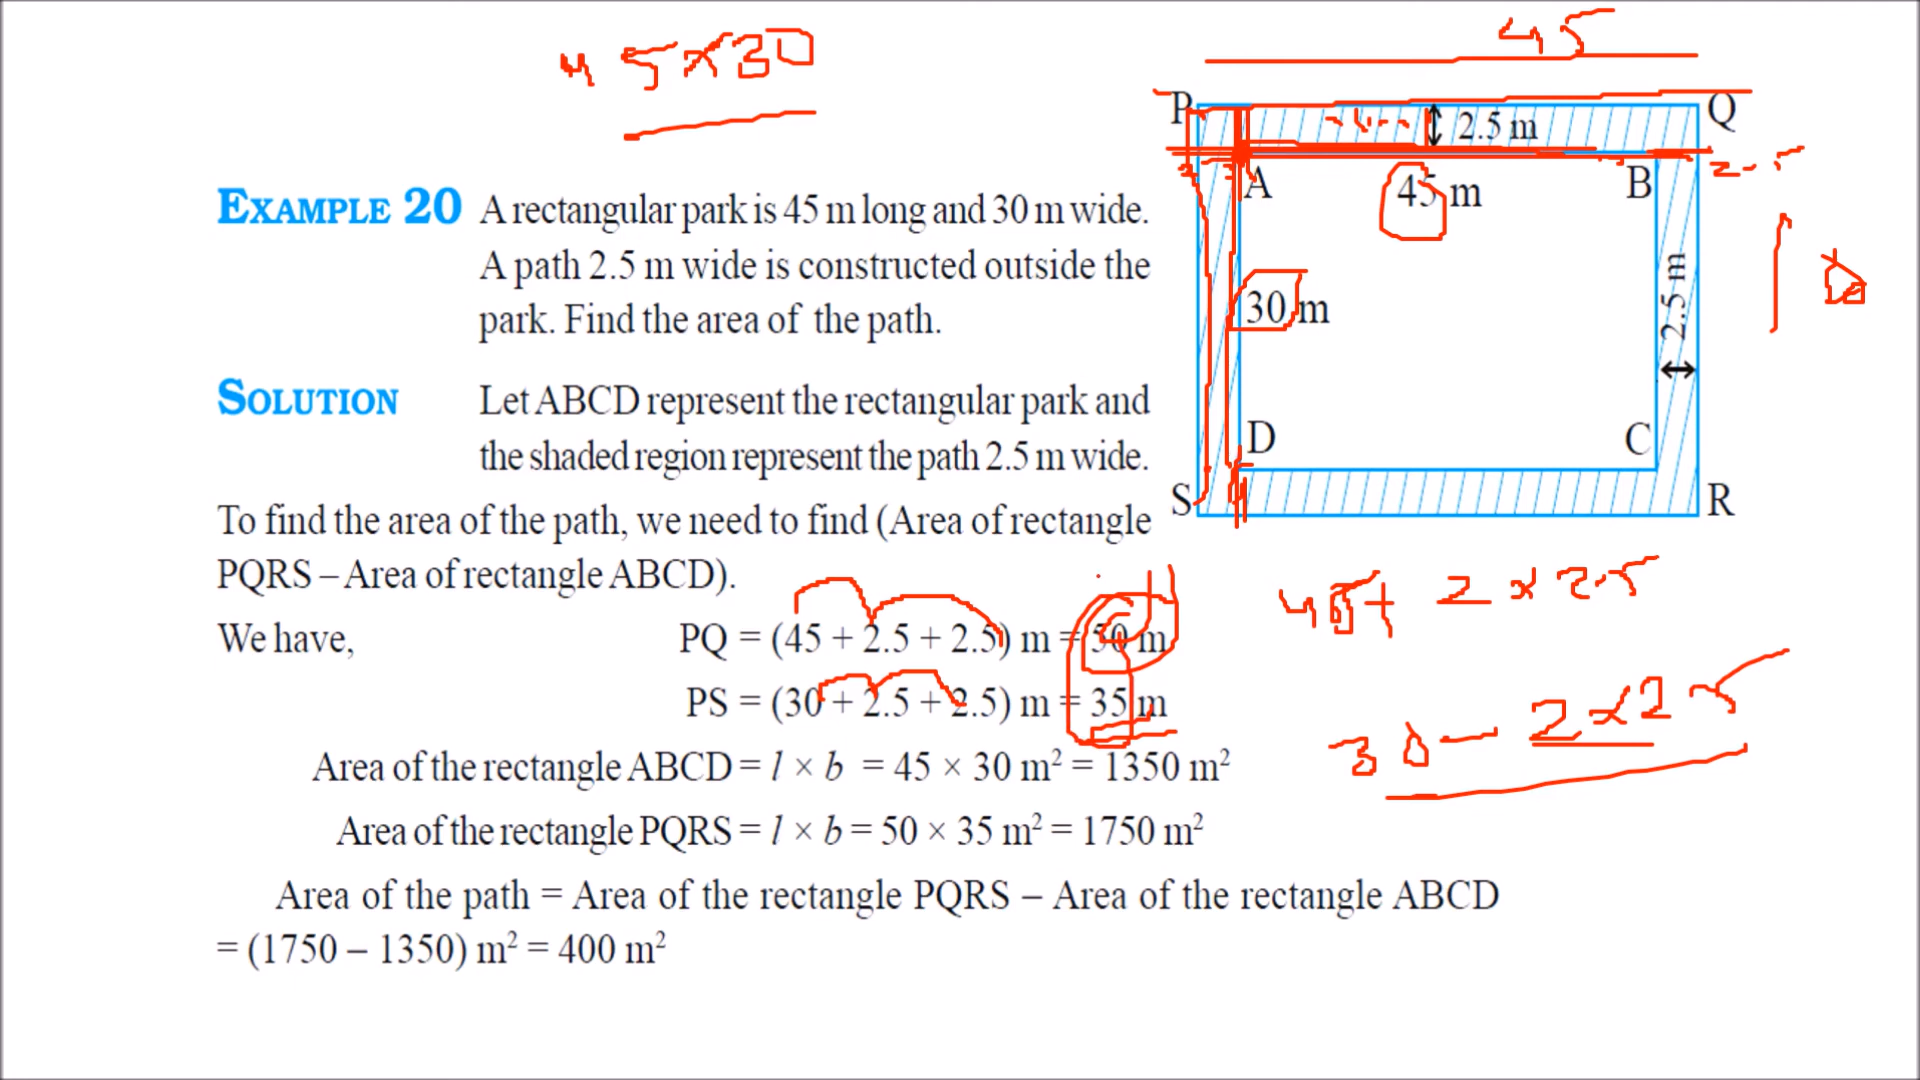 45
45×30
P Q
2.5 m
2.5
A 45 m B
EXAMPLE 20 A rectangular park is 45 m long and 30 m wide.
A path 2.5 m wide is constructed outside the
park. Find the area of the path.
30 m
2.5 m
b
SOLUTION Let ABCD represent the rectangular park and
the shaded region represent the path 2.5 m wide.
D C
S R
To find the area of the path, we need to find (Area of rectangle
PQRS – Area of rectangle ABCD).
45+ 2 × 2.5
We have, PQ = (45 + 2.5 + 2.5) m = 50 m
PS = (30 + 2.5 + 2.5) m = 35 m
30 – 2×2.5
Area of the rectangle ABCD = l × b = 45 × 30 m² = 1350 m²
Area of the rectangle PQRS = l × b = 50 × 35 m² = 1750 m²
Area of the path = Area of the rectangle PQRS – Area of the rectangle ABCD
= (1750 – 1350) m² = 400 m²